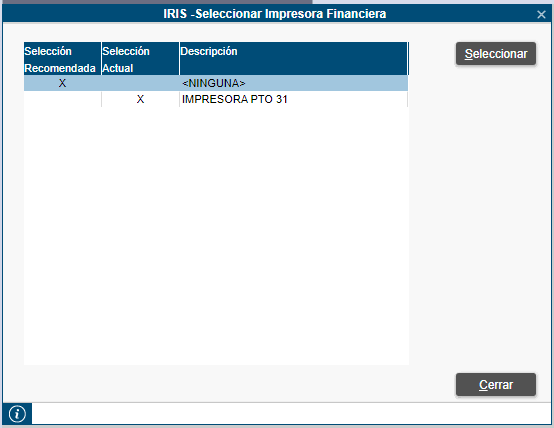 IRIS -Seleccionar Impresora Financiera
Selección Selección Descripción
Recomendada Actual
X <NINGUNA>
X IMPRESORA PTO 31
Seleccionar
Cerrar